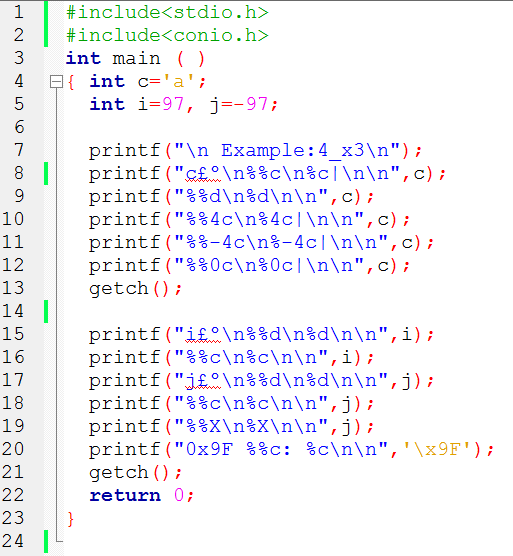 1 #include<stdio.h>
2 #include<conio.h>
3 int main ( )
4 { int c='a';
5 int i=97, j=-97;
6
7 printf("\n Example:4_x3\n");
8 printf("c£º\n%%c\n%c|\n\n",c);
9 printf("%%d\n%d\n\n",c);
10 printf("%%4c\n%4c|\n\n",c);
11 printf("%%-4c\n%-4c|\n\n",c);
12 printf("%%0c\n%0c|\n\n",c);
13 getch();
14
15 printf("i£º\n%%d\n%d\n\n",i);
16 printf("%%c\n%c\n\n",i);
17 printf("j£º\n%%d\n%d\n\n",j);
18 printf("%%c\n%c\n\n",j);
19 printf("%%X\n%X\n\n",j);
20 printf("0x9F %%c: %c\n\n",'\x9F');
21 getch();
22 return 0;
23 }
24